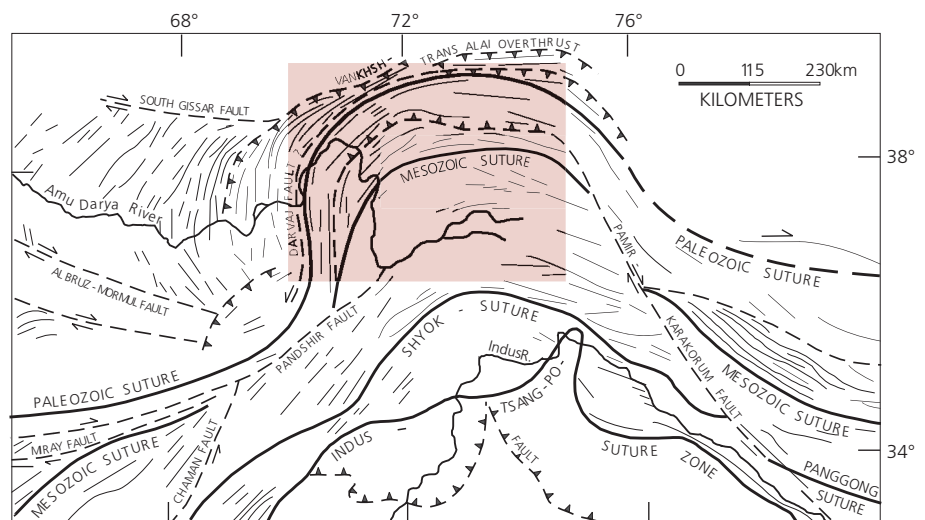 68°
72°
76°
TRANS ALAI OVERTHRUST
VANKHSH
0 115 230km
KILOMETERS
SOUTH GISSAR FAULT
38°
MESOZOIC SUTURE
Amu Darya River
DARVAJ FAULT
PAMIR
PALEOZOIC SUTURE
ALBRUZ - MORMUL FAULT
PANDSHIR FAULT
SHYOK - SUTURE
KARAKORUM FAULT
IndusR.
MESOZOIC SUTURE
PALEOZOIC SUTURE
TSANG-PO-
MRAY FAULT
MESOZOIC SUTURE
CHAMAN FAULT
INDUS -
FAULT
SUTURE ZONE
34°
PANGGONG
SUTURE